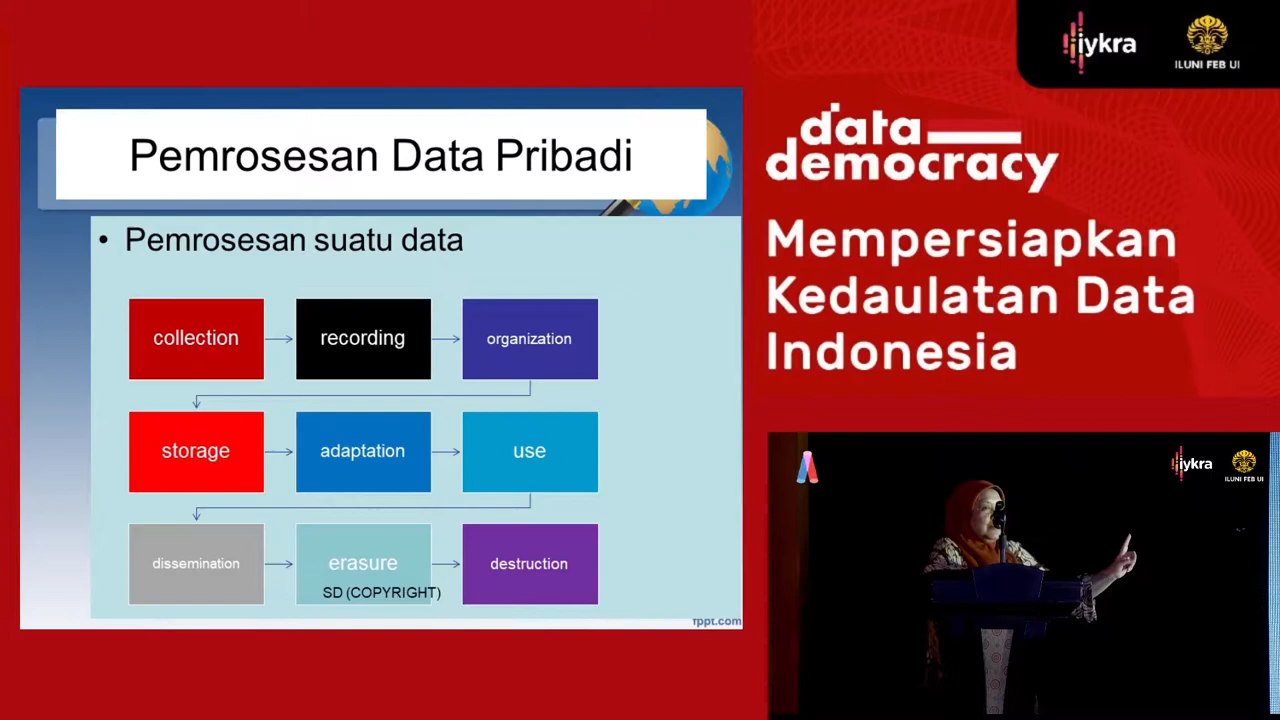 Pemrosesan Data Pribadi
• Pemrosesan suatu data
collection
recording
organization
storage
adaptation
use
dissemination
erasure
destruction
SD (COPYRIGHT)
fppt.com
iykra
ILUNI FEB UI
data
democracy
Mempersiapkan
Kedaulatan Data
Indonesia
iykra
ILUNI FEB UI